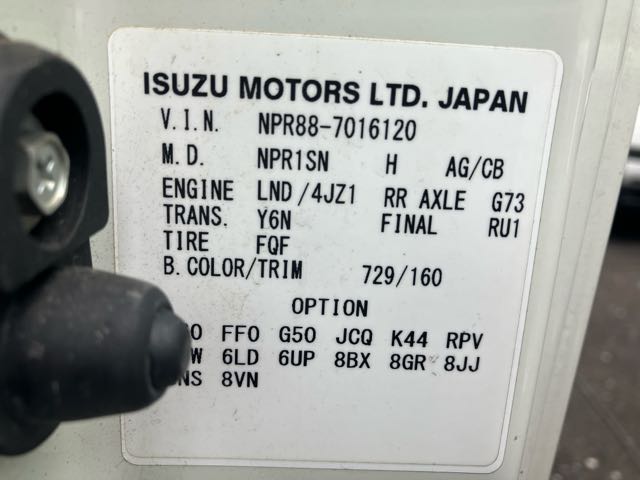 ISUZU MOTORS LTD. JAPAN
V.I.N. NPR88-7016120
M.D. NPR1SN H AG/CB
ENGINE LND/4JZ1 RR AXLE G73
TRANS. Y6N FINAL RU1
TIRE FQF
B.COLOR/TRIM 729/160
OPTION
FF0 G50 JCQ K44 RPV
6LD 6UP 8BX 8GR 8JJ
8VN